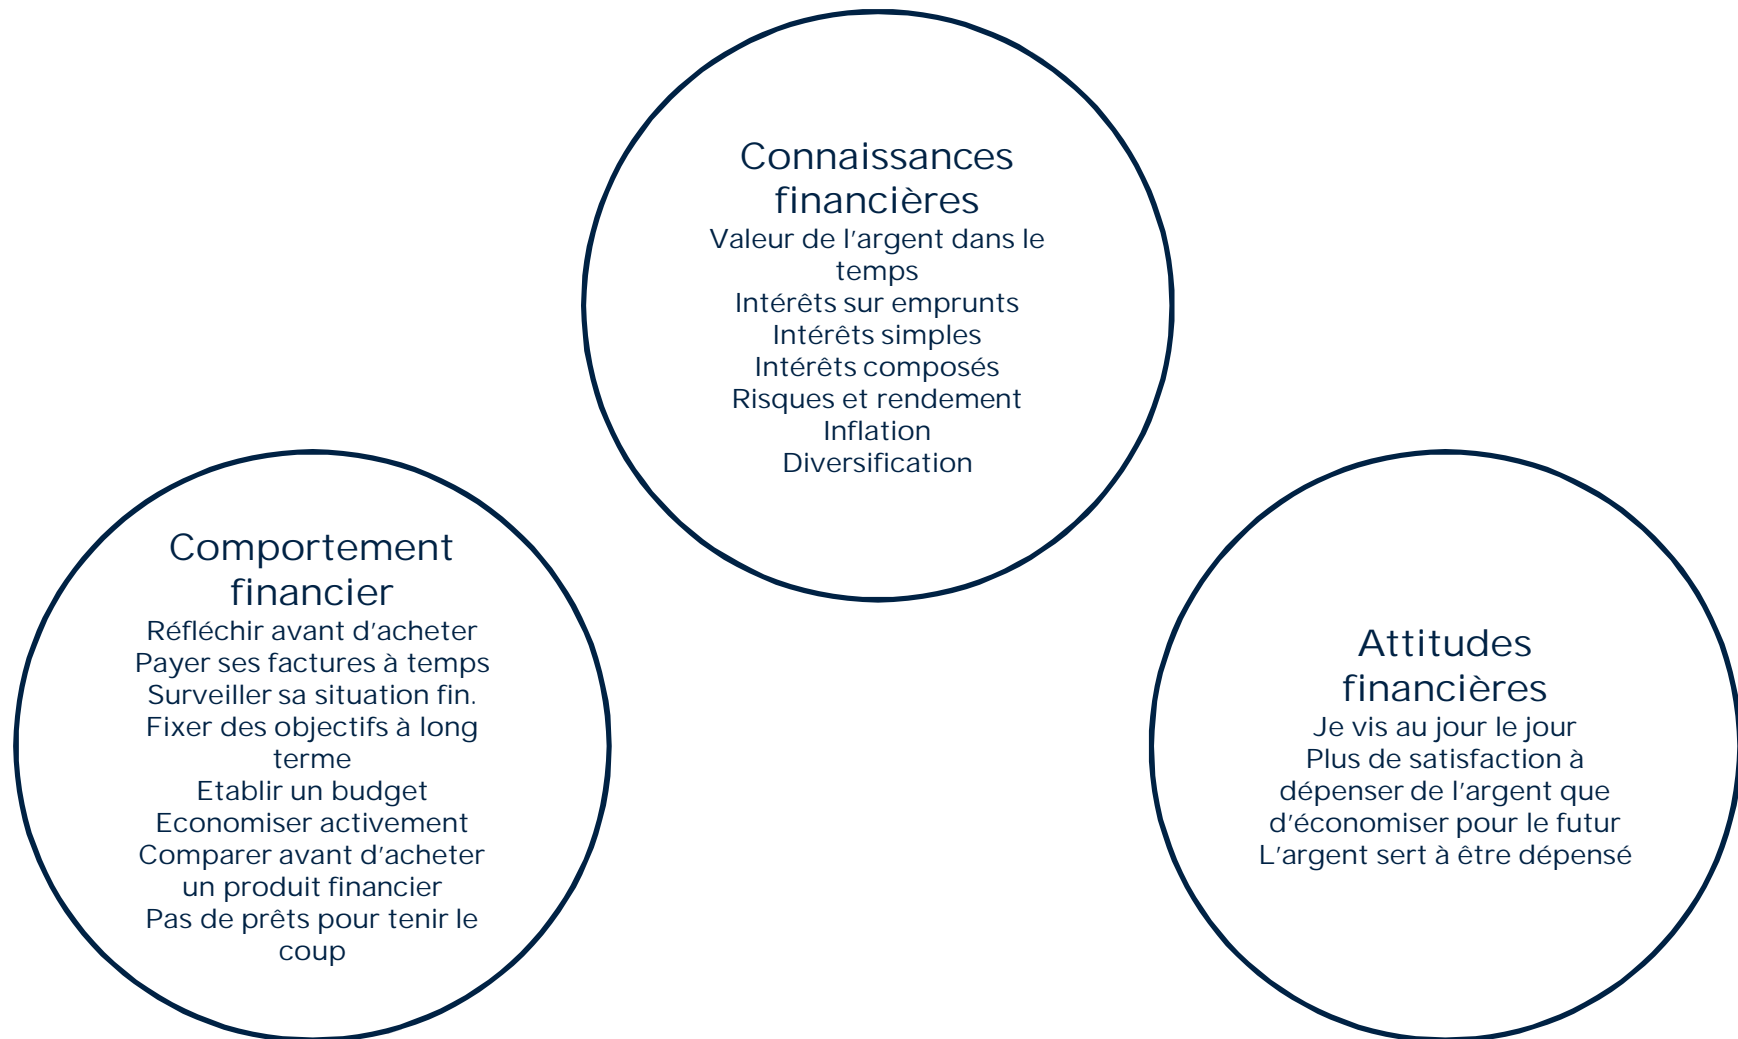 Connaissances
financières
Valeur de l'argent dans le
temps
Intérêts sur emprunts
Intérêts simples
Intérêts composés
Risques et rendement
Inflation
Diversification
Comportement
financier
Réfléchir avant d'acheter
Payer ses factures à temps
Surveiller sa situation fin.
Fixer des objectifs à long
terme
Etablir un budget
Economiser activement
Comparer avant d'acheter
un produit financier
Pas de prêts pour tenir le
coup
Attitudes
financières
Je vis au jour le jour
Plus de satisfaction à
dépenser de l'argent que
d'économiser pour le futur
L'argent sert à être dépensé